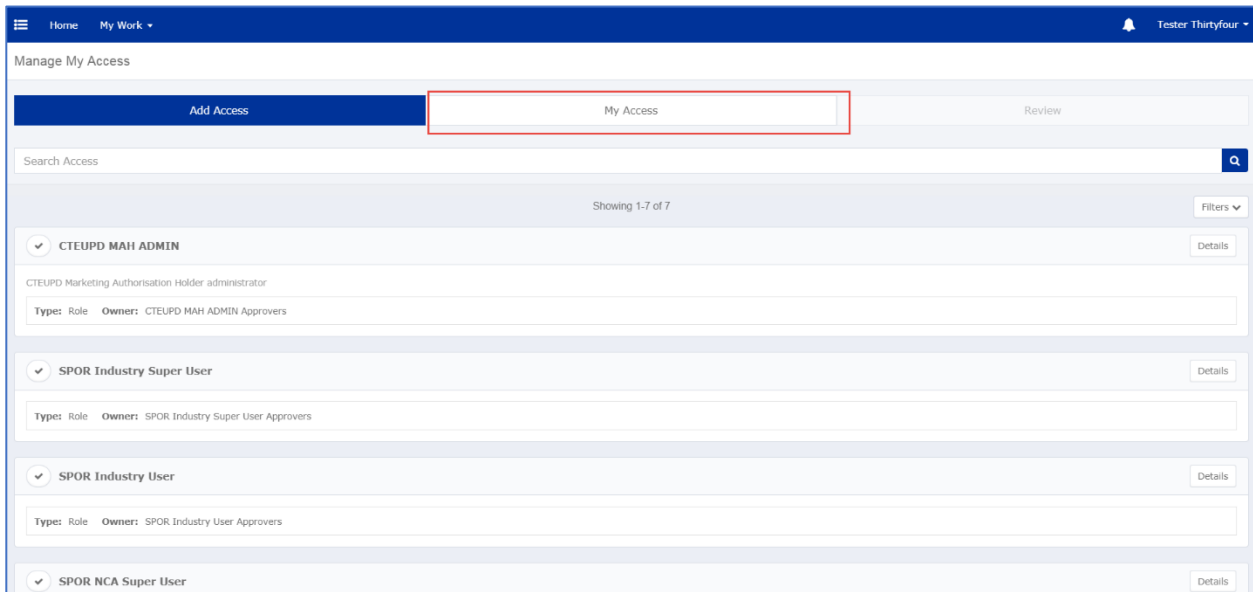 Home My Work Tester Thirtyfour
Manage My Access
Add Access My Access Review
Search Access
Showing 1-7 of 7 Filters
CTEUPD MAH ADMIN Details
CTEUPD Marketing Authorisation Holder administrator
Type: Role Owner: CTEUPD MAH ADMIN Approvers
SPOR Industry Super User Details
Type: Role Owner: SPOR Industry Super User Approvers
SPOR Industry User Details
Type: Role Owner: SPOR Industry User Approvers
SPOR NCA Super User Details